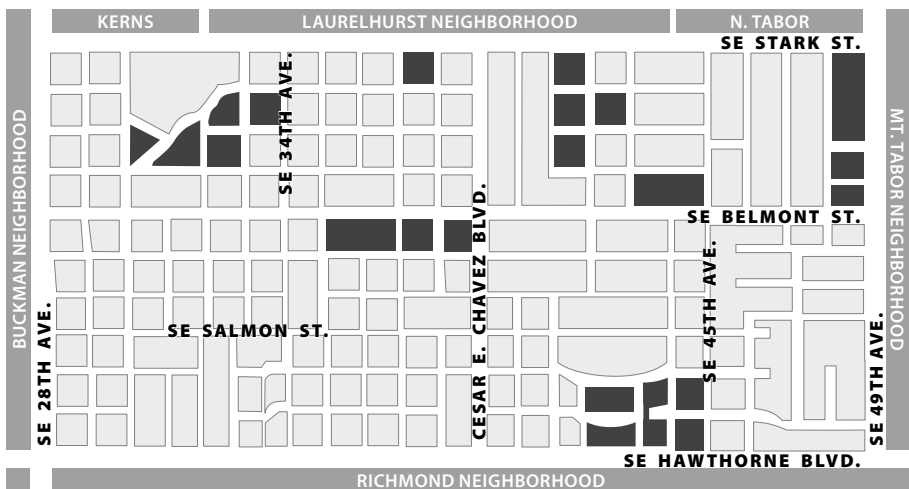 KERNS
LAURELHURST NEIGHBORHOOD
N. TABOR
SE STARK ST.
BUCKMAN NEIGHBORHOOD
SE 34TH AVE.
MT. TABOR NEIGHBORHOOD
SE BELMONT ST.
CESAR E. CHAVEZ BLVD.
SE 45TH AVE.
SE SALMON ST.
SE 28TH AVE.
SE 49TH AVE.
SE HAWTHORNE BLVD.
RICHMOND NEIGHBORHOOD